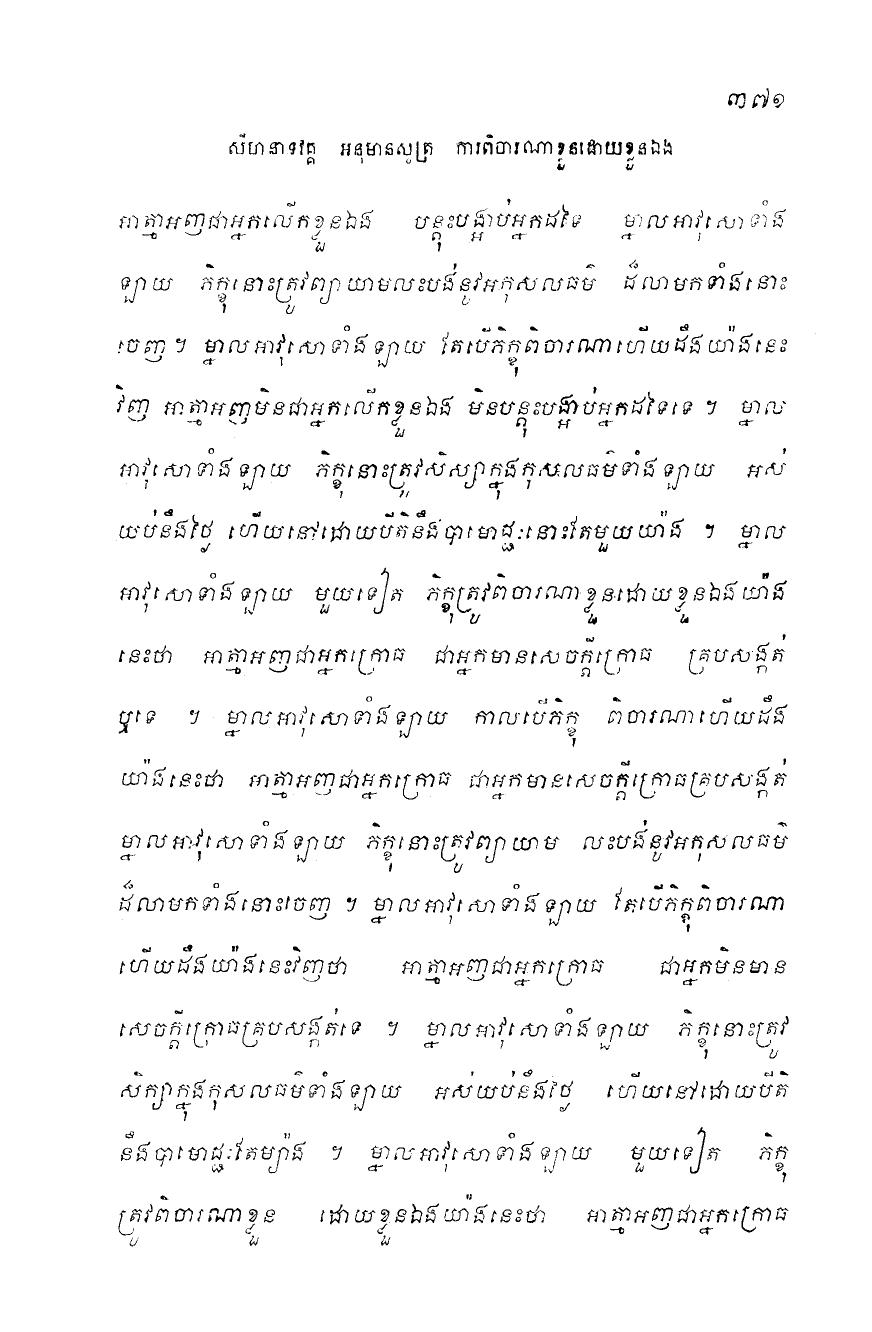 ៣៧១
សីហនាទវគ្គ អនុមានសូត្រ ការពិចារណាខ្លួនដោយខ្លួនឯង
អាត្មាអញជាអ្នកលើកខ្លួនឯង បន្តុះបង្អាប់អ្នកដទៃ ម្នាលអាវុសោទាំង
ឡាយ ភិក្ខុនោះត្រូវព្យាយាមលះបង់នូវអកុសលធម៌ ដ៏លាមកទាំងនោះ
ចេញ ។ ម្នាលអាវុសោទាំងឡាយ តែបើភិក្ខុពិចារណាហើយដឹងយ៉ាងនេះ
វិញ អាត្មាអញមិនជាអ្នកលើកខ្លួនឯង មិនបន្តុះបង្អាប់អ្នកដទៃទេ ។ ម្នាល
អាវុសោទាំងឡាយ ភិក្ខុនោះត្រូវសិស្សាក្នុងកុសលធម៌ទាំងឡាយ អស់
យប់នឹងថ្ងៃ ហើយនៅដោយបីតិនឹងបាមោជ្ជៈនោះតែមួយយ៉ាង ។ ម្នាល
អាវុសោទាំងឡាយ មួយទៀត ភិក្ខុត្រូវពិចារណាខ្លួនដោយខ្លួនឯងយ៉ាង
នេះថា អាត្មាអញជាអ្នកក្រោធ ជាអ្នកមានសេចក្តីក្រោធ គ្របសង្កត់
ឬទេ ។ ម្នាលអាវុសោទាំងឡាយ កាលបើភិក្ខុ ពិចារណាហើយដឹង
យ៉ាងនេះថា អាត្មាអញជាអ្នកក្រោធ ជាអ្នកមានសេចក្តីក្រោធគ្របសង្កត់
ម្នាលអាវុសោទាំងឡាយ ភិក្ខុនោះត្រូវព្យាយាម លះបង់នូវអកុសលធម៌
ដ៏លាមកទាំងនោះចេញ ។ ម្នាលអាវុសោទាំងឡាយ តែបើភិក្ខុពិចារណា
ហើយដឹងយ៉ាងនេះវិញថា អាត្មាអញជាអ្នកក្រោធ ជាអ្នកមិនមាន
សេចក្តីក្រោធគ្របសង្កត់ទេ ។ ម្នាលអាវុសោទាំងឡាយ ភិក្ខុនោះត្រូវ
សិក្សាក្នុងកុសលធម៌ទាំងឡាយ អស់យប់នឹងថ្ងៃ ហើយនៅដោយបីតិ
នឹងបាមោជ្ជៈតែម្យ៉ាង ។ ម្នាលអាវុសោទាំងឡាយ មួយទៀត ភិក្ខុ
ត្រូវពិចារណាខ្លួន ដោយខ្លួនឯងយ៉ាងនេះថា អាត្មាអញជាអ្នកក្រោធ